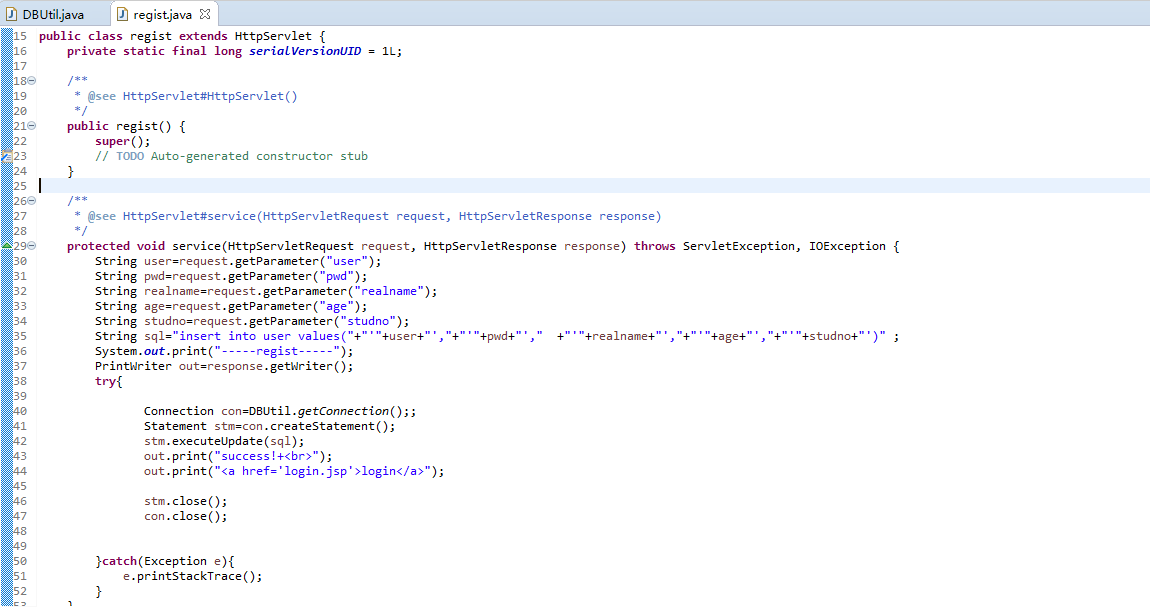 DBUtil.java regist.java
15 public class regist extends HttpServlet {
16 private static final long serialVersionUID = 1L;
17
18 /**
19 * @see HttpServlet#HttpServlet()
20 */
21 public regist() {
22 super();
23 // TODO Auto-generated constructor stub
24 }
25
26 /**
27 * @see HttpServlet#service(HttpServletRequest request, HttpServletResponse response)
28 */
29 protected void service(HttpServletRequest request, HttpServletResponse response) throws ServletException, IOException {
30 String user=request.getParameter("user");
31 String pwd=request.getParameter("pwd");
32 String realname=request.getParameter("realname");
33 String age=request.getParameter("age");
34 String studno=request.getParameter("studno");
35 String sql="insert into user values("+"'"+user+"',"+"'"+pwd+"',"  +"'"+realname+"',"+"'"+age+"',"+"'"+studno+"')" ;
36 System.out.print("-----regist-----");
37 PrintWriter out=response.getWriter();
38 try{
39
40 Connection con=DBUtil.getConnection();;
41 Statement stm=con.createStatement();
42 stm.executeUpdate(sql);
43 out.print("success!+<br>");
44 out.print("<a href='login.jsp'>login</a>");
45
46 stm.close();
47 con.close();
48
49
50 }catch(Exception e){
51 e.printStackTrace();
52 }
53 }